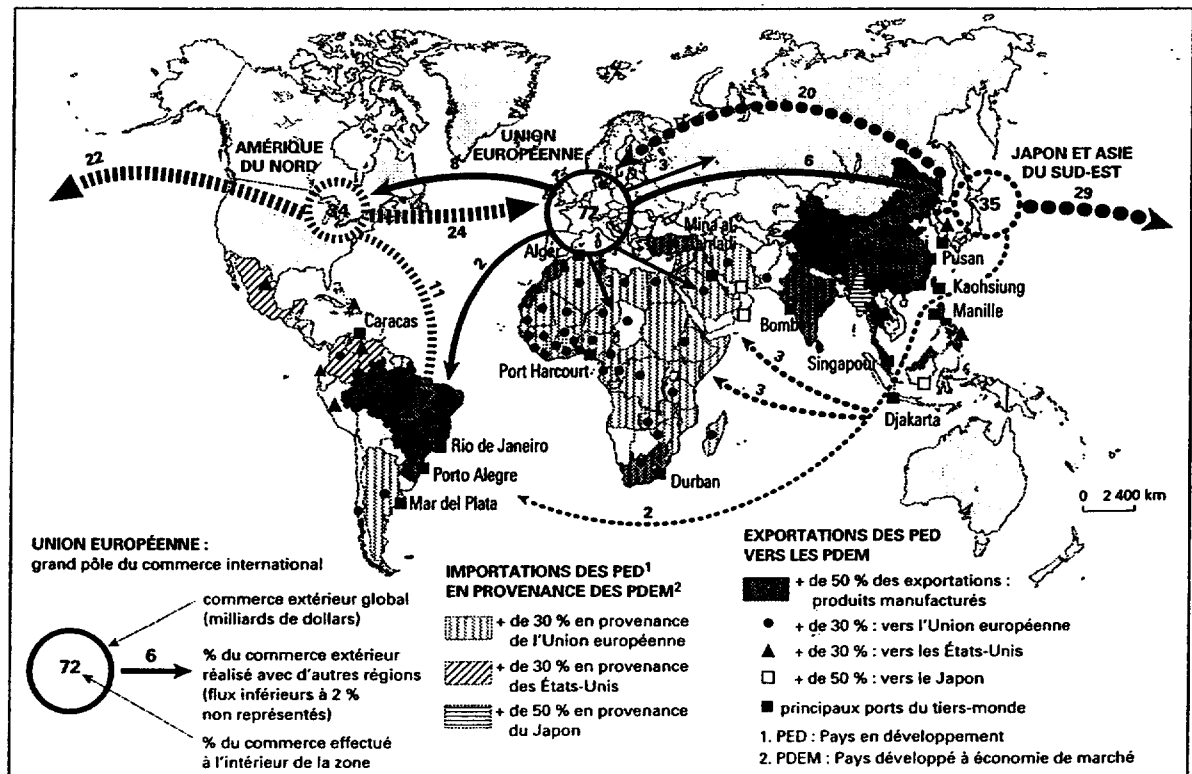 20
UNION
EUROPÉENNE
AMÉRIQUE
DU NORD
22
8
3
6
JAPON ET ASIE
DU SUD-EST
29
35
72
24
2
11
Alger
Pusan
Kaohsiung
Manille
Caracas
Port Harcourt
Singapour
3
3
Djakarta
Rio de Janeiro
Porto Alegre
Mar del Plata
Durban
2
0 2 400 km
UNION EUROPÉENNE :
grand pôle du commerce international
commerce extérieur global
(milliards de dollars)
72
6
% du commerce extérieur
réalisé avec d'autres régions
(flux inférieurs à 2 %
non représentés)
% du commerce effectué
à l'intérieur de la zone
IMPORTATIONS DES PED1
EN PROVENANCE DES PDEM2
+ de 30 % en provenance
de l'Union européenne
+ de 30 % en provenance
des États-Unis
+ de 50 % en provenance
du Japon
EXPORTATIONS DES PED
VERS LES PDEM
+ de 50 % des exportations :
produits manufacturés
+ de 30 % : vers l'Union européenne
+ de 30 % : vers les États-Unis
+ de 50 % : vers le Japon
principaux ports du tiers-monde
1. PED : Pays en développement
2. PDEM : Pays développé à économie de marché